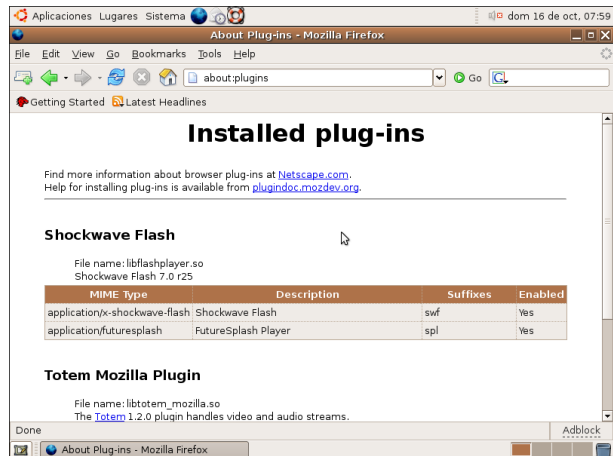 Aplicaciones Lugares Sistema dom 16 de oct, 07:59
About Plug-ins - Mozilla Firefox
File Edit View Go Bookmarks Tools Help
about:plugins Go G
Getting Started Latest Headlines
Installed plug-ins
Find more information about browser plug-ins at Netscape.com.
Help for installing plug-ins is available from plugindoc.mozdev.org.
Shockwave Flash
File name: libflashplayer.so
Shockwave Flash 7.0 r25
MIME Type Description Suffixes Enabled
application/x-shockwave-flash Shockwave Flash swf Yes
application/futuresplash FutureSplash Player spl Yes
Totem Mozilla Plugin
File name: libtotem_mozilla.so
The Totem 1.2.0 plugin handles video and audio streams.
Done Adblock
About Plug-ins - Mozilla Firefox